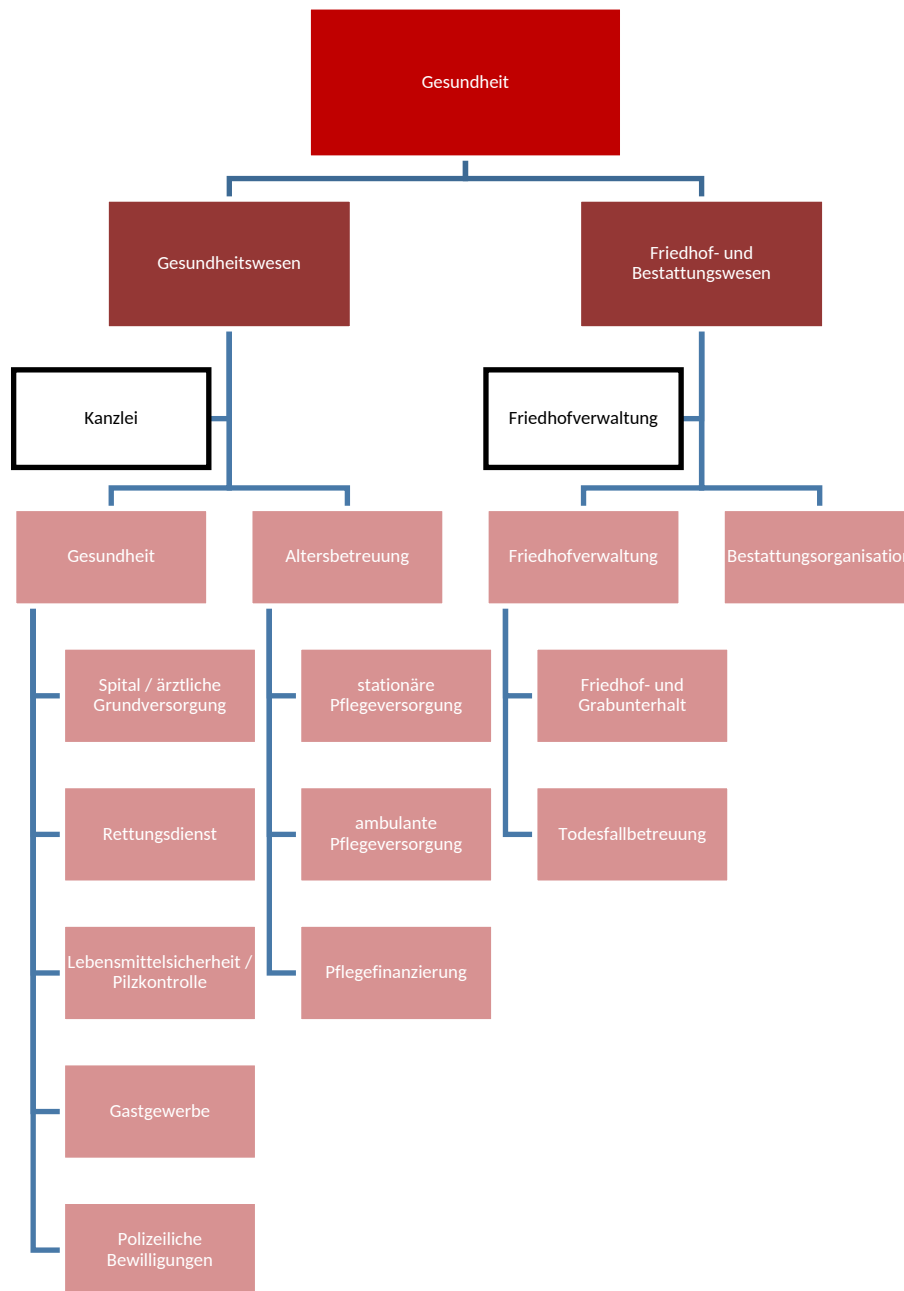 Gesundheit
Gesundheitswesen
Friedhof- und
Bestattungswesen
Kanzlei
Friedhofverwaltung
Gesundheit
Altersbetreuung
Friedhofverwaltung
Bestattungsorganisation
Spital / ärztliche
Grundversorgung
stationäre
Pflegeversorgung
Friedhof- und
Grabunterhalt
Rettungsdienst
ambulante
Pflegeversorgung
Todesfallbetreuung
Lebensmittelsicherheit /
Pilzkontrolle
Pflegefinanzierung
Gastgewerbe
Polizeiliche
Bewilligungen